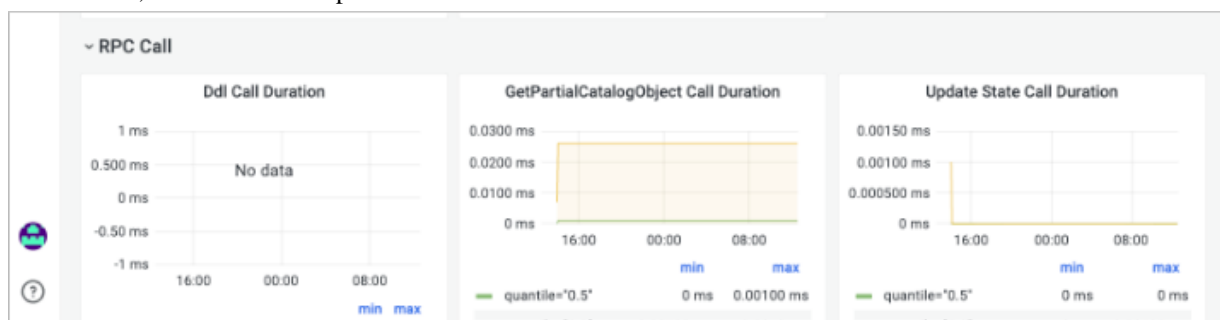 RPC Call
Ddl Call Duration
1 ms
0.500 ms
0 ms
-0.50 ms
-1 ms
No data
16:00 00:00 08:00
min max
GetPartialCatalogObject Call Duration
0.0300 ms
0.0200 ms
0.0100 ms
0 ms
16:00 00:00 08:00
min max
quantile="0.5" 0 ms 0.00100 ms
Update State Call Duration
0.00150 ms
0.00100 ms
0.000500 ms
0 ms
16:00 00:00 08:00
min max
quantile="0.5" 0 ms 0 ms
?